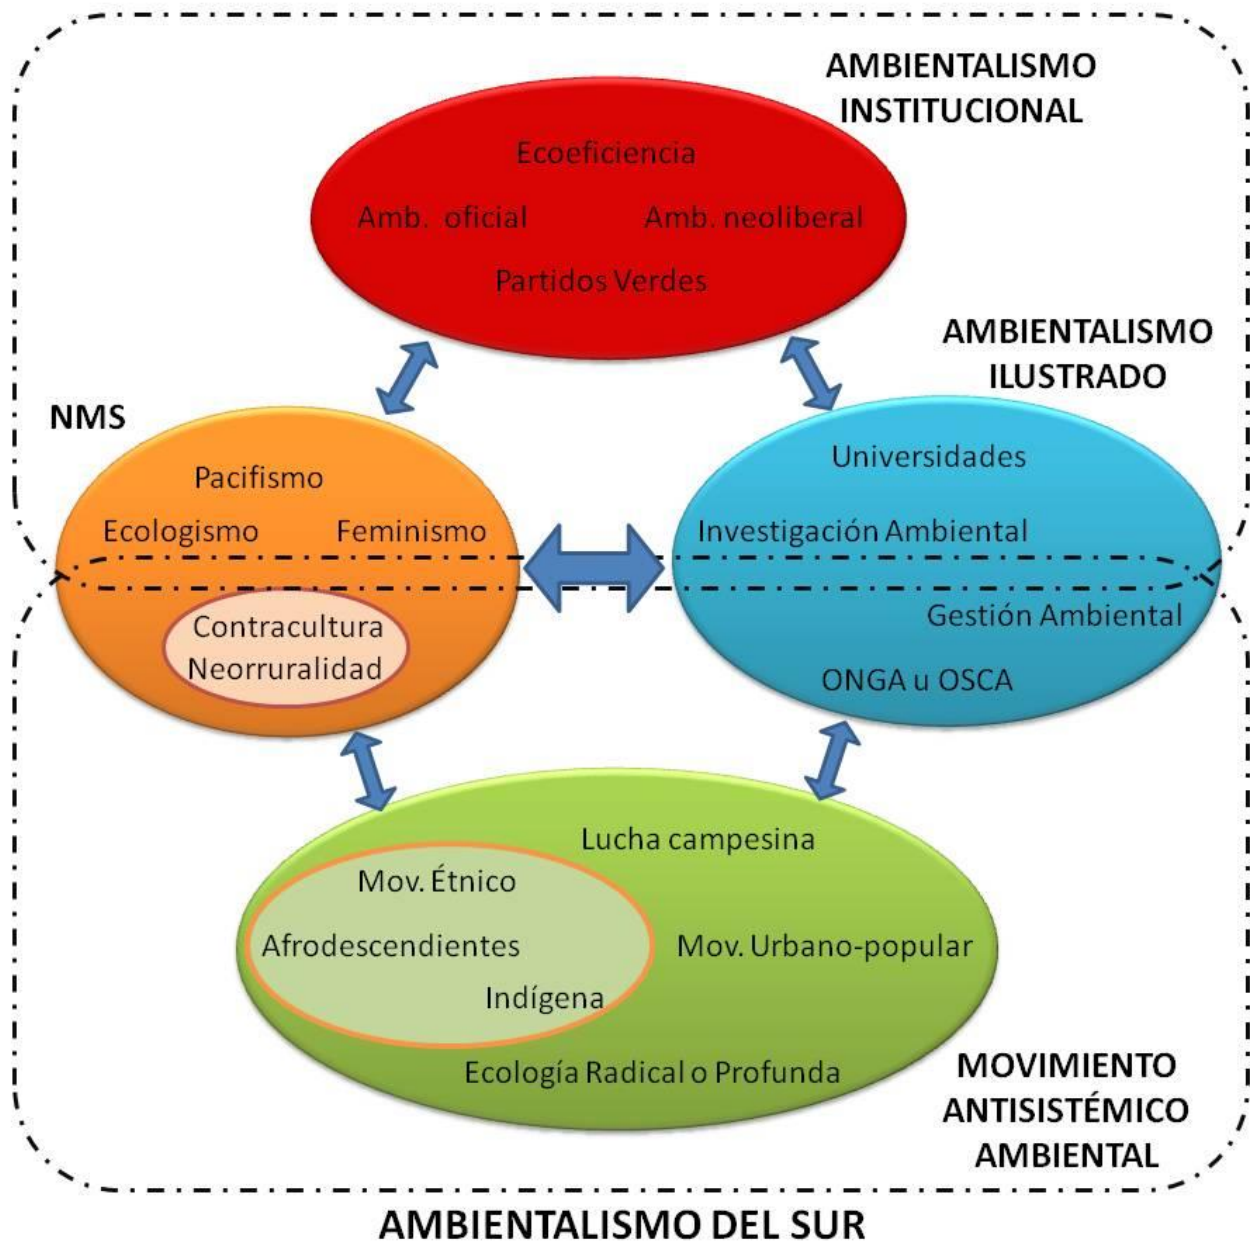 AMBIENTALISMO
INSTITUCIONAL
Ecoeficiencia
Amb. oficial
Amb. neoliberal
Partidos Verdes
AMBIENTALISMO
ILUSTRADO
NMS
Universidades
Pacifismo
Ecologismo
Feminismo
Investigación Ambiental
Contracultura
Neorruralidad
Gestión Ambiental
ONGA u OSCA
Lucha campesina
Mov. Étnico
Afrodescendientes
Mov. Urbano-popular
Indígena
Ecología Radical o Profunda
MOVIMIENTO
ANTISISTÉMICO
AMBIENTAL
AMBIENTALISMO DEL SUR